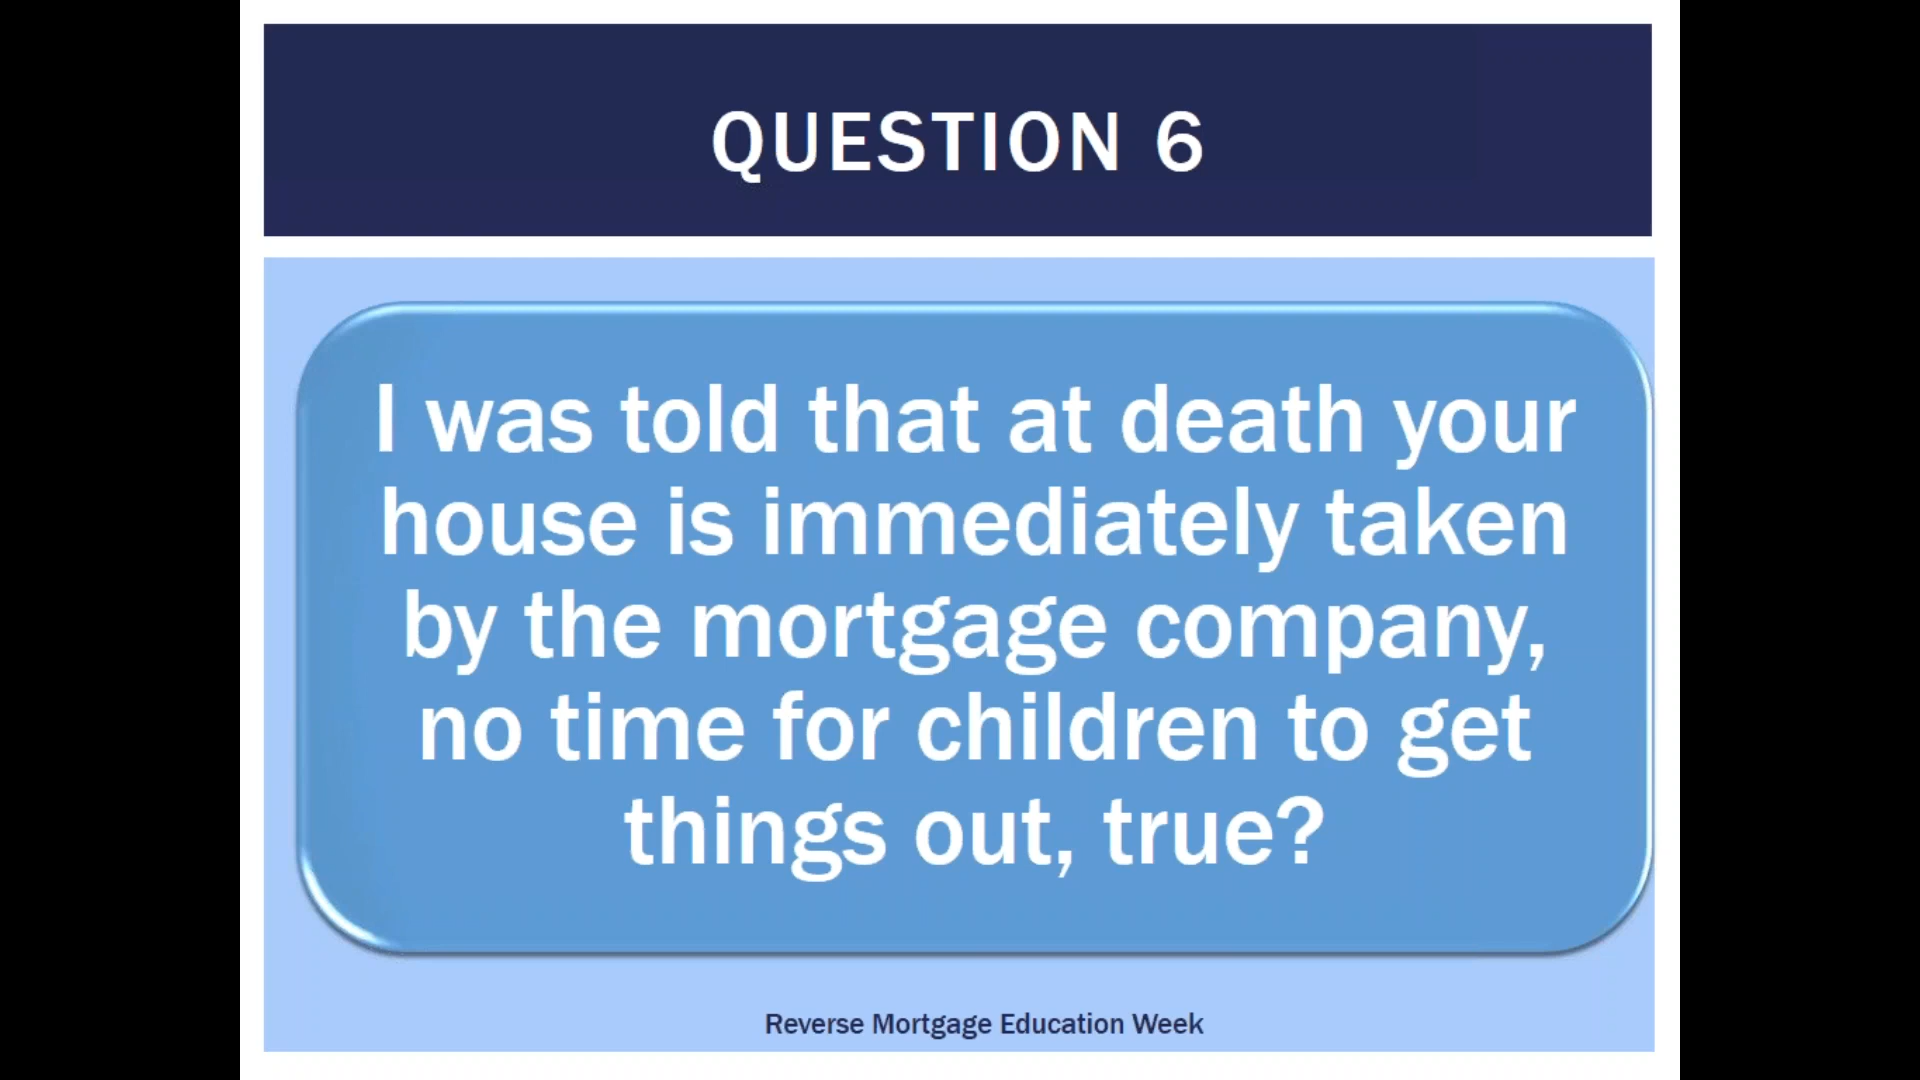 QUESTION 6
I was told that at death your
house is immediately taken
by the mortgage company,
no time for children to get
things out, true?
Reverse Mortgage Education Week